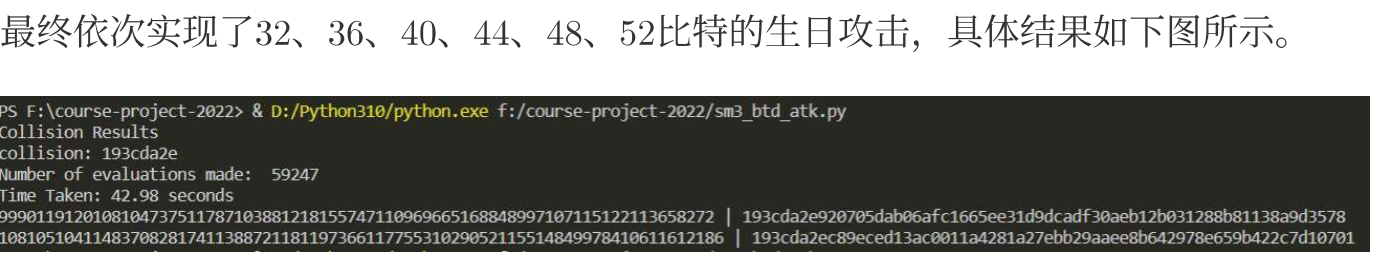 最终依次实现了32、36、40、44、48、52比特的生日攻击，具体结果如下图所示。
PS F:\course-project-2022> & D:/Python310/python.exe f:/course-project-2022/sm3_btd_atk.py
Collision Results
collision: 193cda2e
Number of evaluations made:  59247
Time Taken: 42.98 seconds
999011912010810473751178710388121815574711096966516884899710711512211365​8272 | 193cda2e920705dab06afc1665ee31d9dcadf30aeb12b031288b81138a9d3578
10810510411483708281741138872118119736611775531029052115514849978410611612186 | 193cda2ec89eced13ac0011a4281a27ebb29aaee8b642978e659b422c7d10701